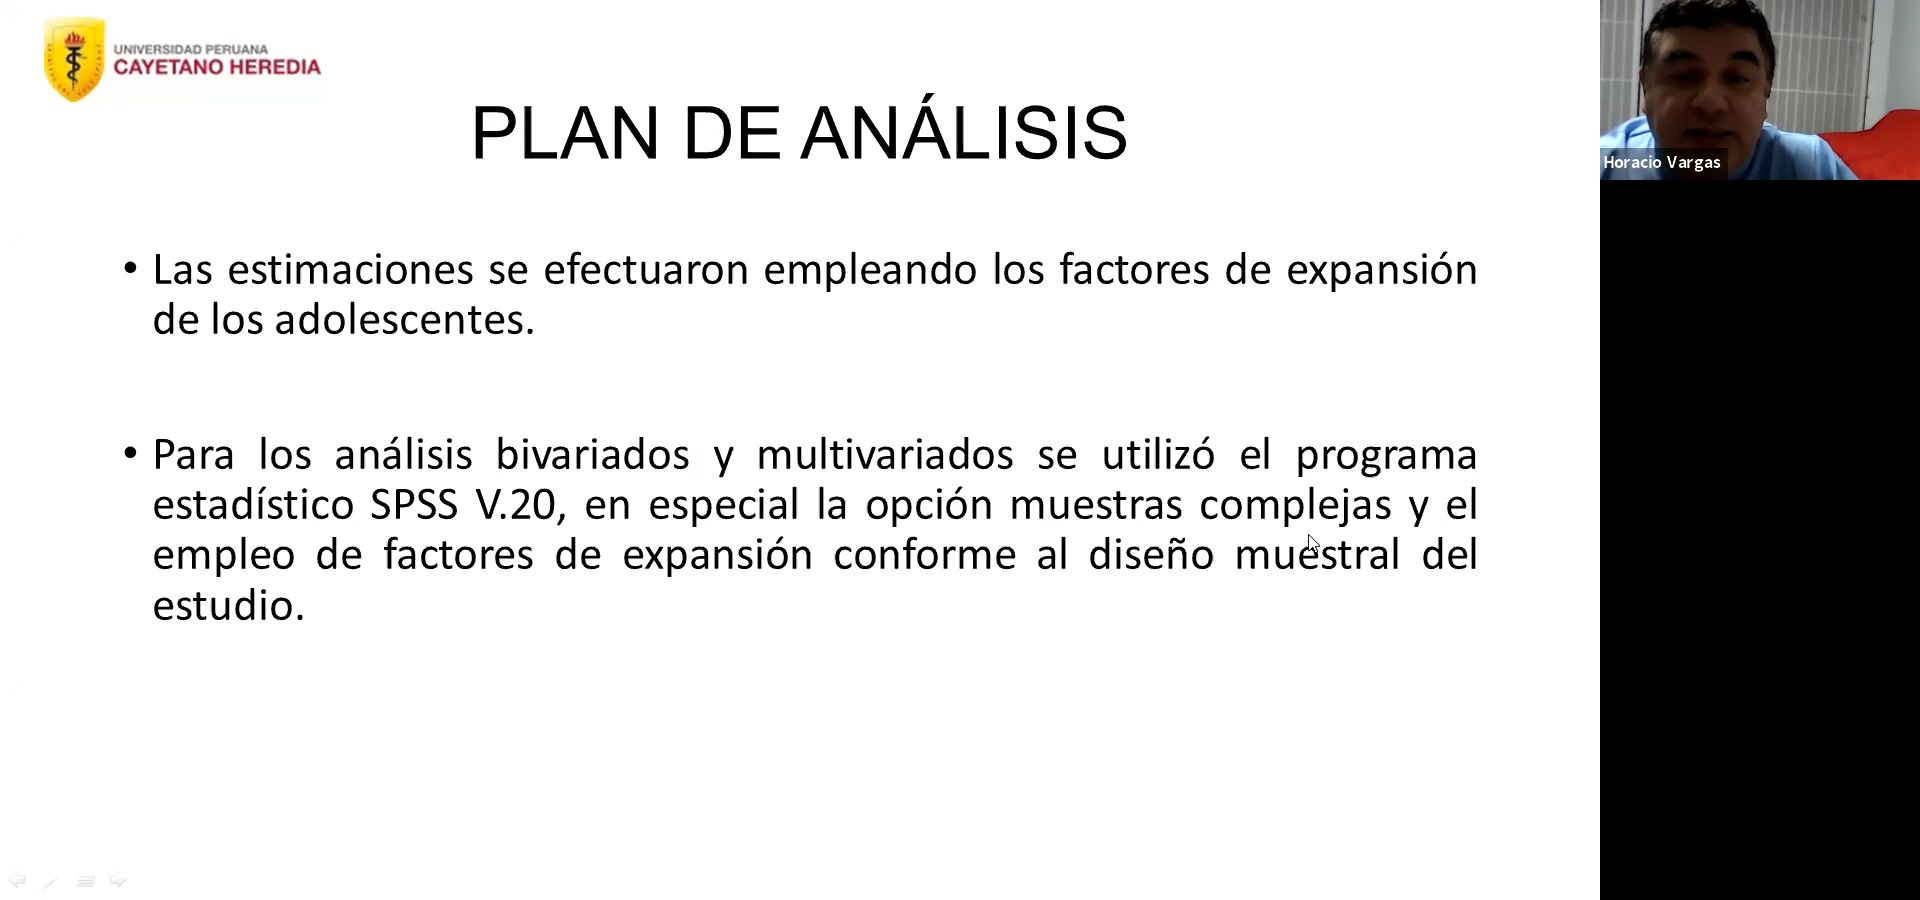 UNIVERSIDAD PERUANA
CAYETANO HEREDIA
PLAN DE ANÁLISIS
• Las estimaciones se efectuaron empleando los factores de expansión
de los adolescentes.
• Para los análisis bivariados y multivariados se utilizó el programa
estadístico SPSS V.20, en especial la opción muestras complejas y el
empleo de factores de expansión conforme al diseño muestral del
estudio.
Horacio Vargas